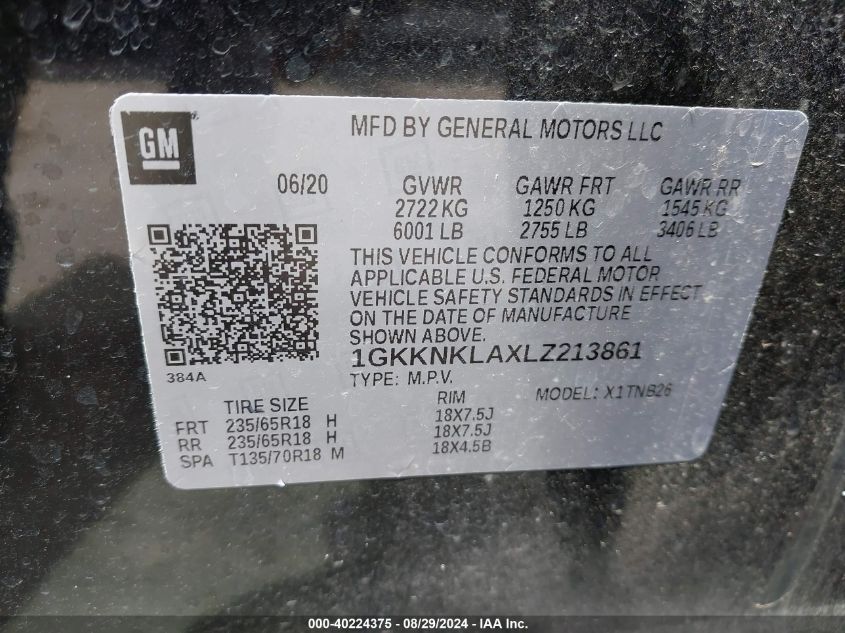 GM
MFD BY GENERAL MOTORS LLC
06/20 GVWR GAWR FRT GAWR RR
2722 KG 1250 KG 1545 KG
6001 LB 2755 LB 3406 LB
THIS VEHICLE CONFORMS TO ALL
APPLICABLE U.S. FEDERAL MOTOR
VEHICLE SAFETY STANDARDS IN EFFECT
ON THE DATE OF MANUFACTURE
SHOWN ABOVE.
1GKKNKLAXLZ213861
384A
TYPE: M.P.V. MODEL: X1TNB26
TIRE SIZE RIM
FRT 235/65R18 H 18X7.5J
RR 235/65R18 H 18X7.5J
SPA T135/70R18 M 18X4.5B
000-40224375 - 08/29/2024 - IAAI.COM